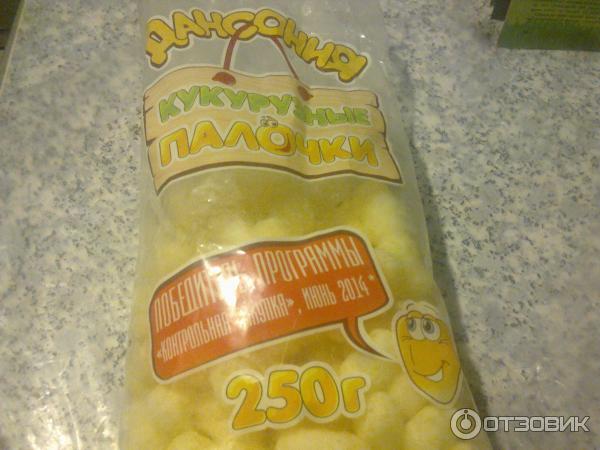 ДАНСОНИЯ
КУКУРУЗНЫЕ
ПАЛОЧКИ
ПОБЕДИТЕЛЬ ПРОГРАММЫ
«КОНТРОЛЬНАЯ ЗАКУПКА», ИЮНЬ 2014*
250г
ОТЗОВИК